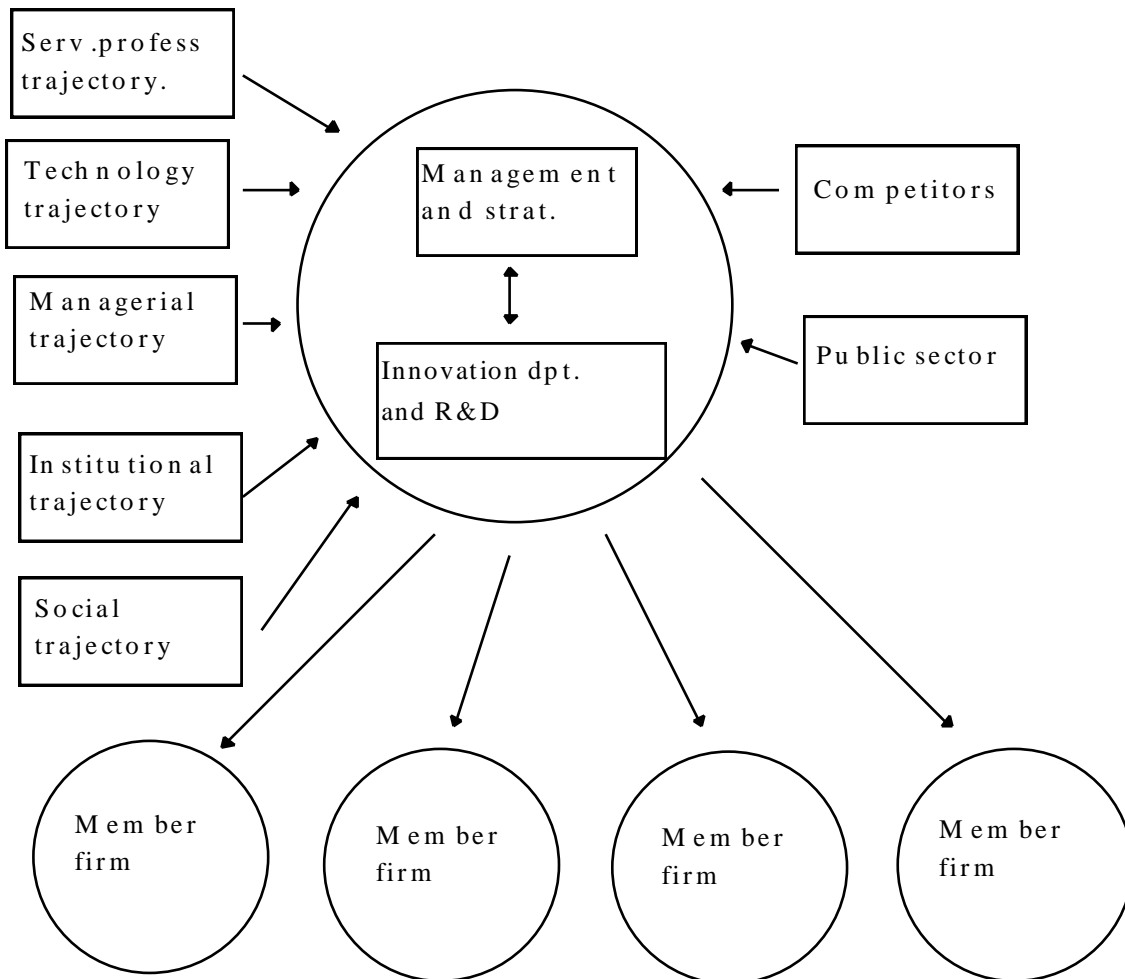 Serv.profess
trajectory.
Technology
trajectory
Managerial
trajectory
Institutional
trajectory
Social
trajectory
Management
and strat.
Innovation dpt.
and R&D
Competitors
Public sector
Member
firm
Member
firm
Member
firm
Member
firm